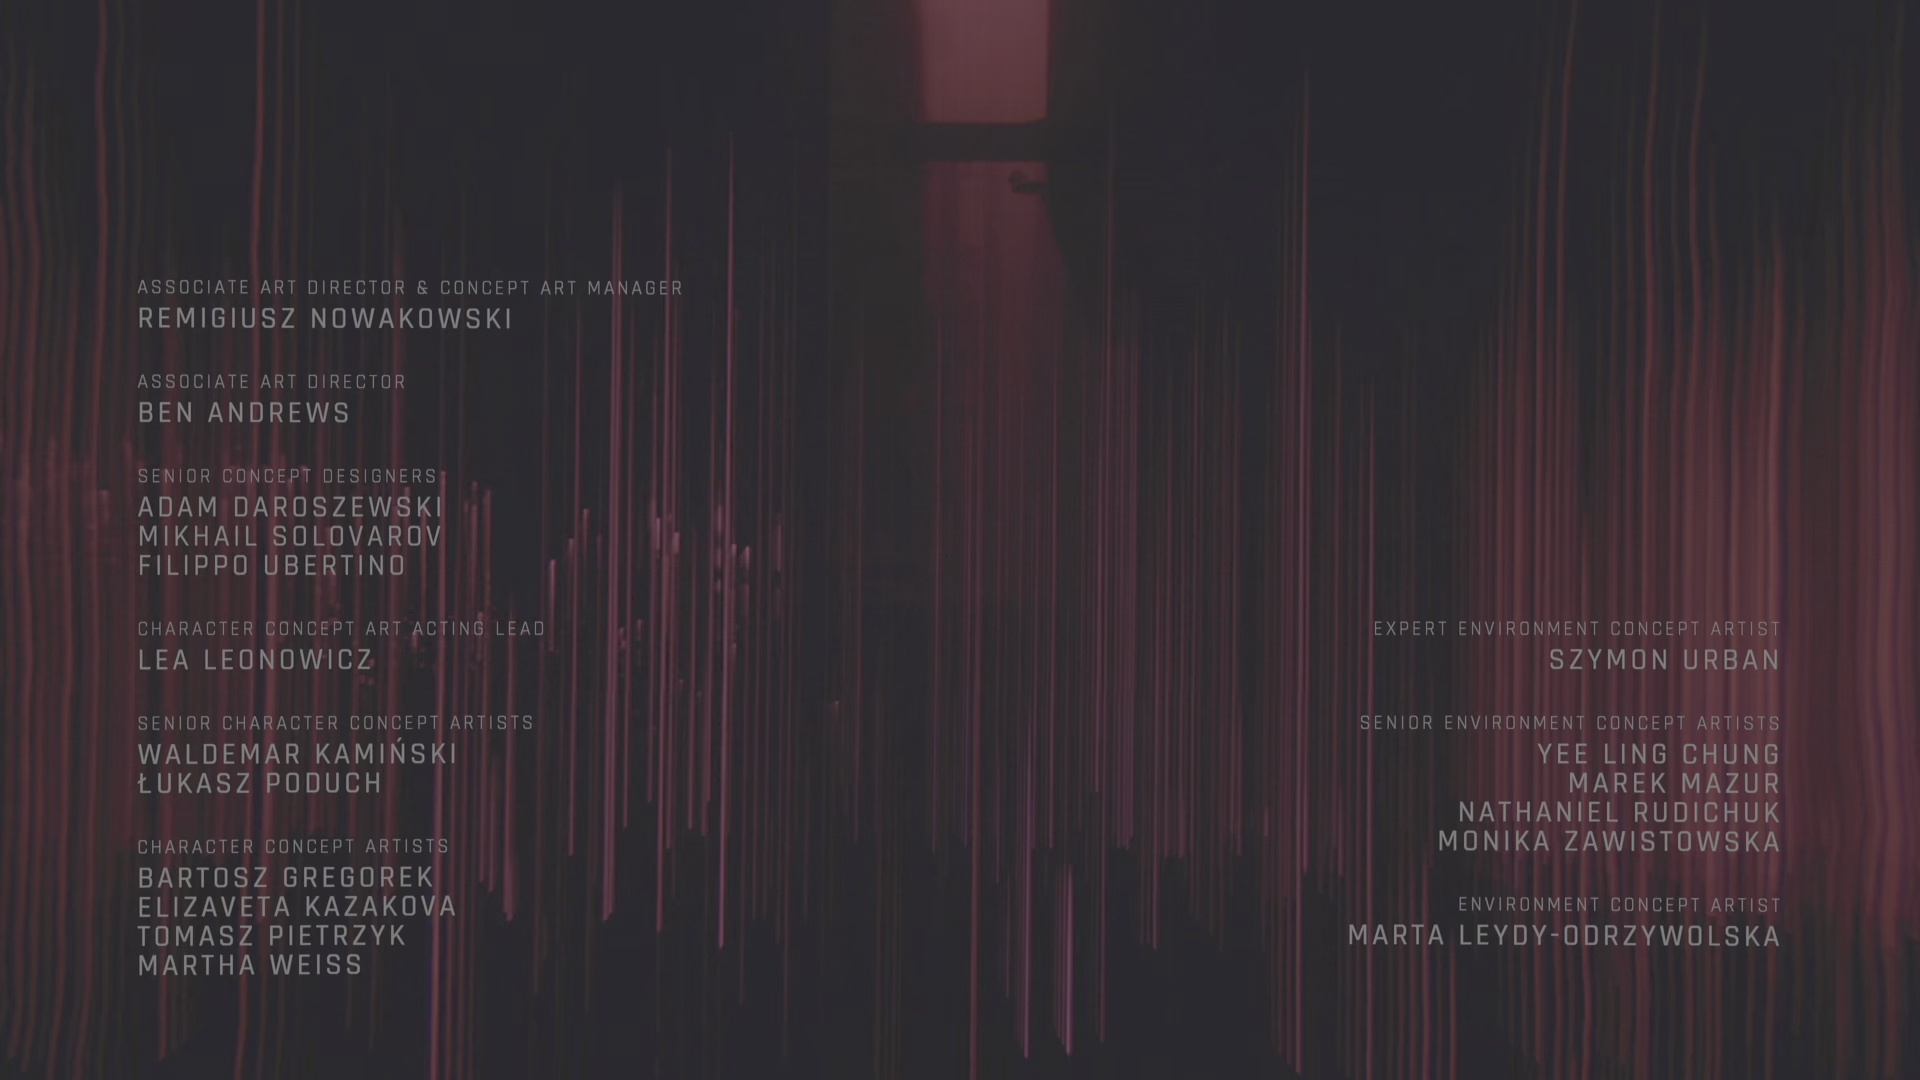 ASSOCIATE ART DIRECTOR & CONCEPT ART MANAGER
REMIGIUSZ NOWAKOWSKI
ASSOCIATE ART DIRECTOR
BEN ANDREWS
SENIOR CONCEPT DESIGNERS
ADAM DAROSZEWSKI
MIKHAIL SOLOVAROV
FILIPPO UBERTINO
CHARACTER CONCEPT ART ACTING LEAD
LEA LEONOWICZ
SENIOR CHARACTER CONCEPT ARTISTS
WALDEMAR KAMIŃSKI
ŁUKASZ PODUCH
CHARACTER CONCEPT ARTISTS
BARTOSZ GREGOREK
ELIZAVETA KAZAKOVA
TOMASZ PIETRZYK
MARTHA WEISS
EXPERT ENVIRONMENT CONCEPT ARTIST
SZYMON URBAN
SENIOR ENVIRONMENT CONCEPT ARTISTS
YEE LING CHUNG
MAREK MAZUR
NATHANIEL RUDICHUK
MONIKA ZAWISTOWSKA
ENVIRONMENT CONCEPT ARTIST
MARTA LEYDY-ODRZYWOLSKA